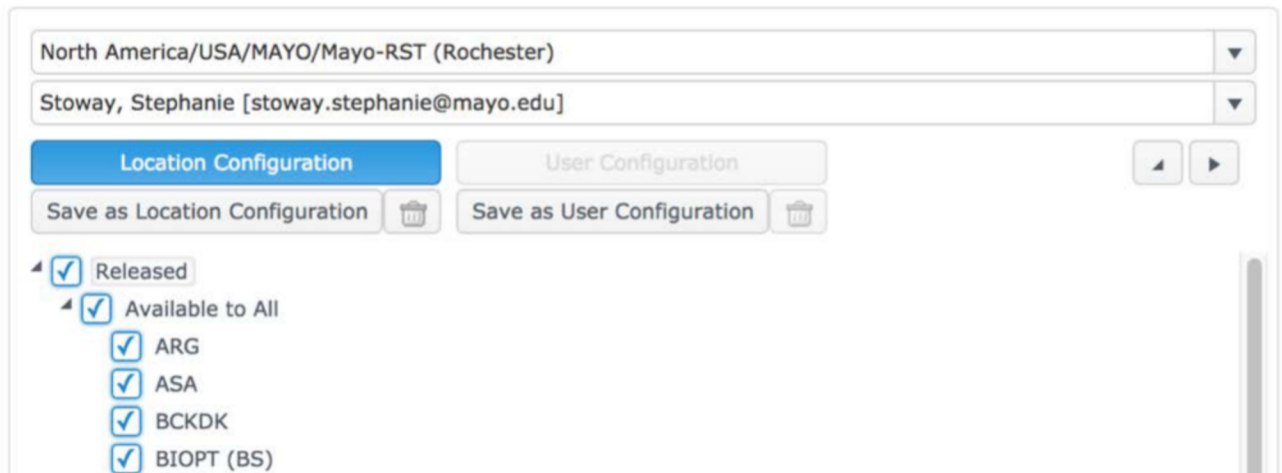 North America/USA/MAYO/Mayo-RST (Rochester)
Stoway, Stephanie [stoway.stephanie@mayo.edu]
Location Configuration User Configuration
Save as Location Configuration Save as User Configuration
Released
Available to All
ARG
ASA
BCKDK
BIOPT (BS)